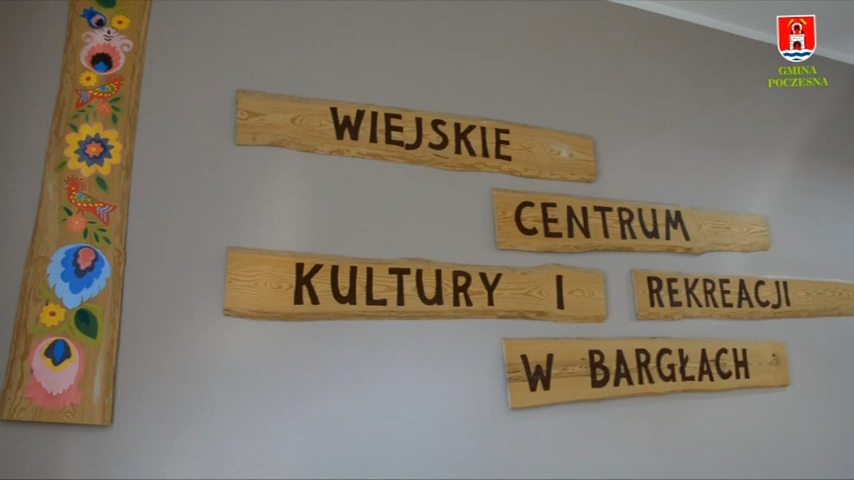 WIEJSKIE
CENTRUM
KULTURY I REKREACJI
W BARGŁACH
GMINA
POCZESNA